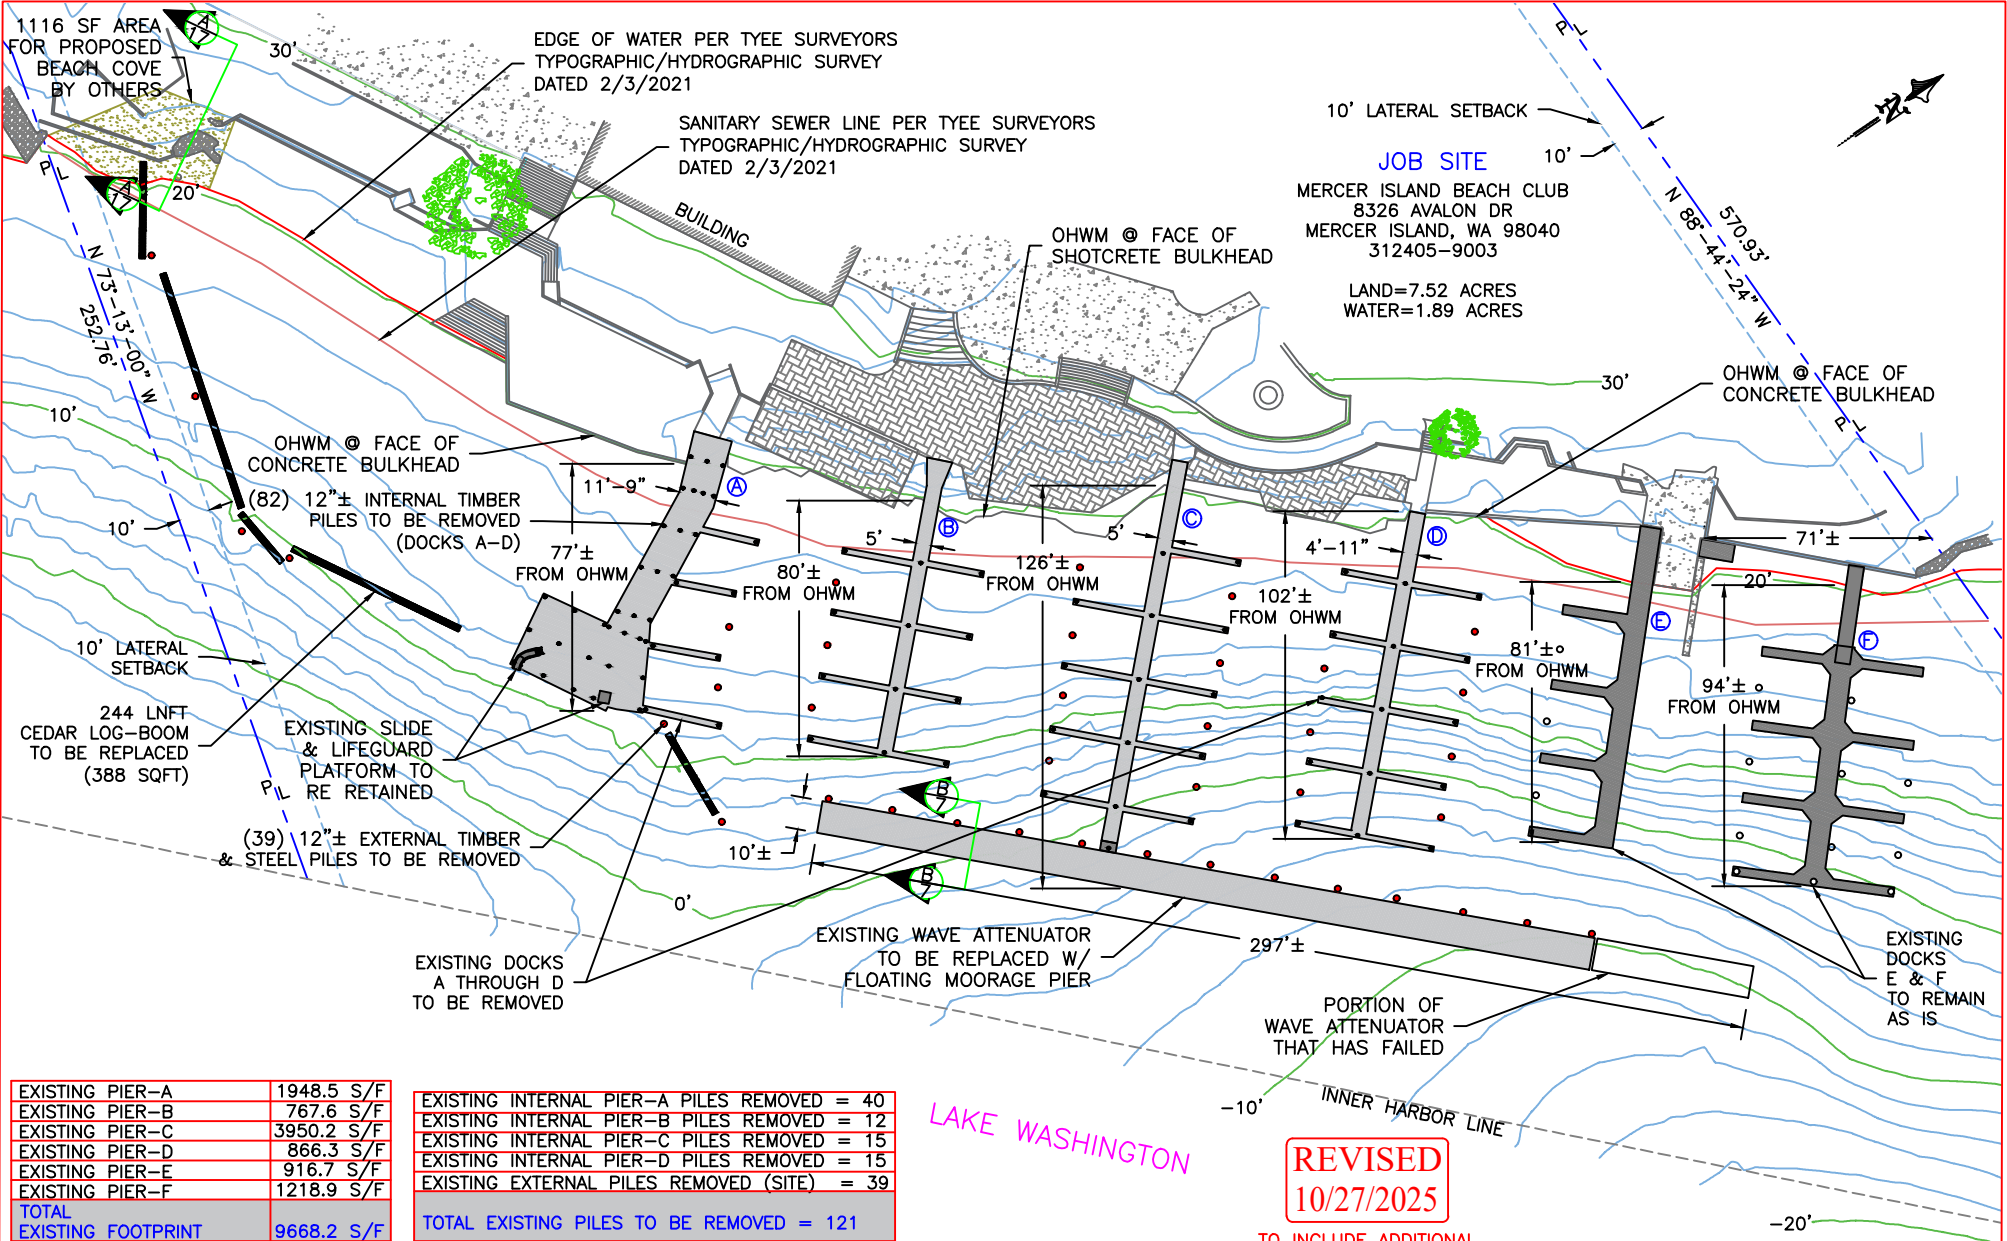 1116 SF AREA
FOR PROPOSED
BEACH COVE
BY OTHERS
A
17
30'
EDGE OF WATER PER TYEE SURVEYORS
TYPOGRAPHIC/HYDROGRAPHIC SURVEY
DATED 2/3/2021
SANITARY SEWER LINE PER TYEE SURVEYORS
TYPOGRAPHIC/HYDROGRAPHIC SURVEY
DATED 2/3/2021
P L
10' LATERAL SETBACK
10'
JOB SITE
MERCER ISLAND BEACH CLUB
8326 AVALON DR
MERCER ISLAND, WA 98040
312405-9003
LAND=7.52 ACRES
WATER=1.89 ACRES
N
570.93'
N 88°-44'-24" W
P L
A
17
20'
BUILDING
OHWM @ FACE OF
SHOTCRETE BULKHEAD
N 73°-13'-00" W
252.76'
30'
OHWM @ FACE OF
CONCRETE BULKHEAD
P L
10'
OHWM @ FACE OF
CONCRETE BULKHEAD
(82) 12"± INTERNAL TIMBER
PILES TO BE REMOVED
(DOCKS A-D)
10'
11'-9"
A
77'±
FROM OHWM
B
5'
80'±
FROM OHWM
C
5'
126'±
FROM OHWM
D
4'-11"
102'±
FROM OHWM
E
81'±
FROM OHWM
71'±
20'
F
94'±
FROM OHWM
10' LATERAL
SETBACK
244 LNFT
CEDAR LOG-BOOM
TO BE REPLACED
(388 SQFT)
P L
EXISTING SLIDE
& LIFEGUARD
PLATFORM TO
RE RETAINED
(39) 12"± EXTERNAL TIMBER
& STEEL PILES TO BE REMOVED
B
7
10'±
B
7
0'
297'±
EXISTING DOCKS
A THROUGH D
TO BE REMOVED
EXISTING WAVE ATTENUATOR
TO BE REPLACED W/
FLOATING MOORAGE PIER
PORTION OF
WAVE ATTENUATOR
THAT HAS FAILED
EXISTING
DOCKS
E & F
TO REMAIN
AS IS
EXISTING PIER-A 1948.5 S/F
EXISTING PIER-B 767.6 S/F
EXISTING PIER-C 3950.2 S/F
EXISTING PIER-D 866.3 S/F
EXISTING PIER-E 916.7 S/F
EXISTING PIER-F 1218.9 S/F
TOTAL
EXISTING FOOTPRINT 9668.2 S/F
EXISTING INTERNAL PIER-A PILES REMOVED = 40
EXISTING INTERNAL PIER-B PILES REMOVED = 12
EXISTING INTERNAL PIER-C PILES REMOVED = 15
EXISTING INTERNAL PIER-D PILES REMOVED = 15
EXISTING EXTERNAL PILES REMOVED (SITE) = 39
TOTAL EXISTING PILES TO BE REMOVED = 121
LAKE WASHINGTON
-10'
INNER HARBOR LINE
REVISED
10/27/2025
TO INCLUDE ADDITIONAL
-20'